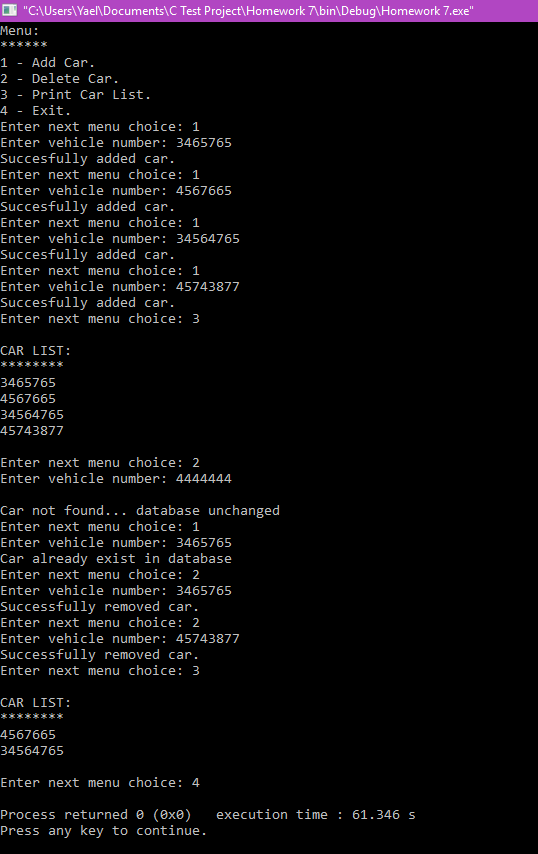 "C:\Users\Yael\Documents\C Test Project\Homework 7\bin\Debug\Homework 7.exe"
Menu:
******
1 - Add Car.
2 - Delete Car.
3 - Print Car List.
4 - Exit.
Enter next menu choice: 1
Enter vehicle number: 3465765
Succesfully added car.
Enter next menu choice: 1
Enter vehicle number: 4567665
Succesfully added car.
Enter next menu choice: 1
Enter vehicle number: 34564765
Succesfully added car.
Enter next menu choice: 1
Enter vehicle number: 45743877
Succesfully added car.
Enter next menu choice: 3
CAR LIST:
********
3465765
4567665
34564765
45743877
Enter next menu choice: 2
Enter vehicle number: 4444444
Car not found... database unchanged
Enter next menu choice: 1
Enter vehicle number: 3465765
Car already exist in database
Enter next menu choice: 2
Enter vehicle number: 3465765
Successfully removed car.
Enter next menu choice: 2
Enter vehicle number: 45743877
Successfully removed car.
Enter next menu choice: 3
CAR LIST:
********
4567665
34564765
Enter next menu choice: 4
Process returned 0 (0x0)   execution time : 61.346 s
Press any key to continue.